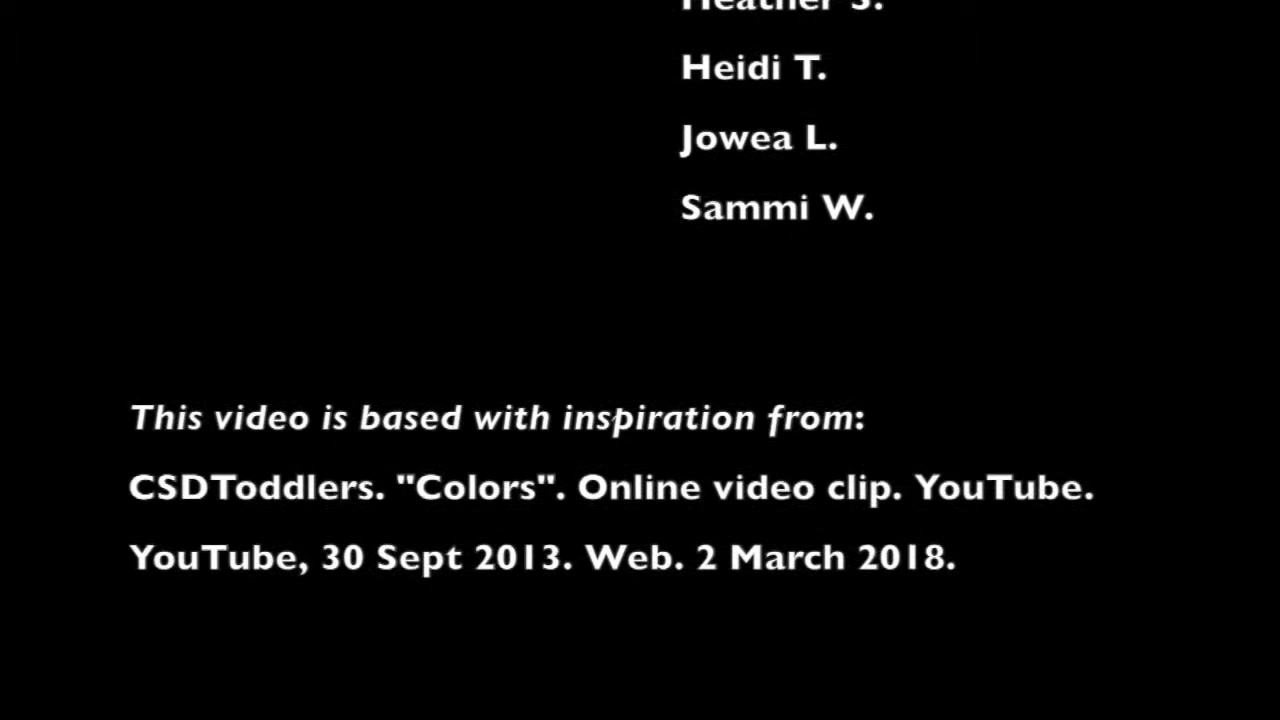 Heather S.
Heidi T.
Jowea L.
Sammi W.
This video is based with inspiration from:
CSDToddlers. "Colors". Online video clip. YouTube.
YouTube, 30 Sept 2013. Web. 2 March 2018.